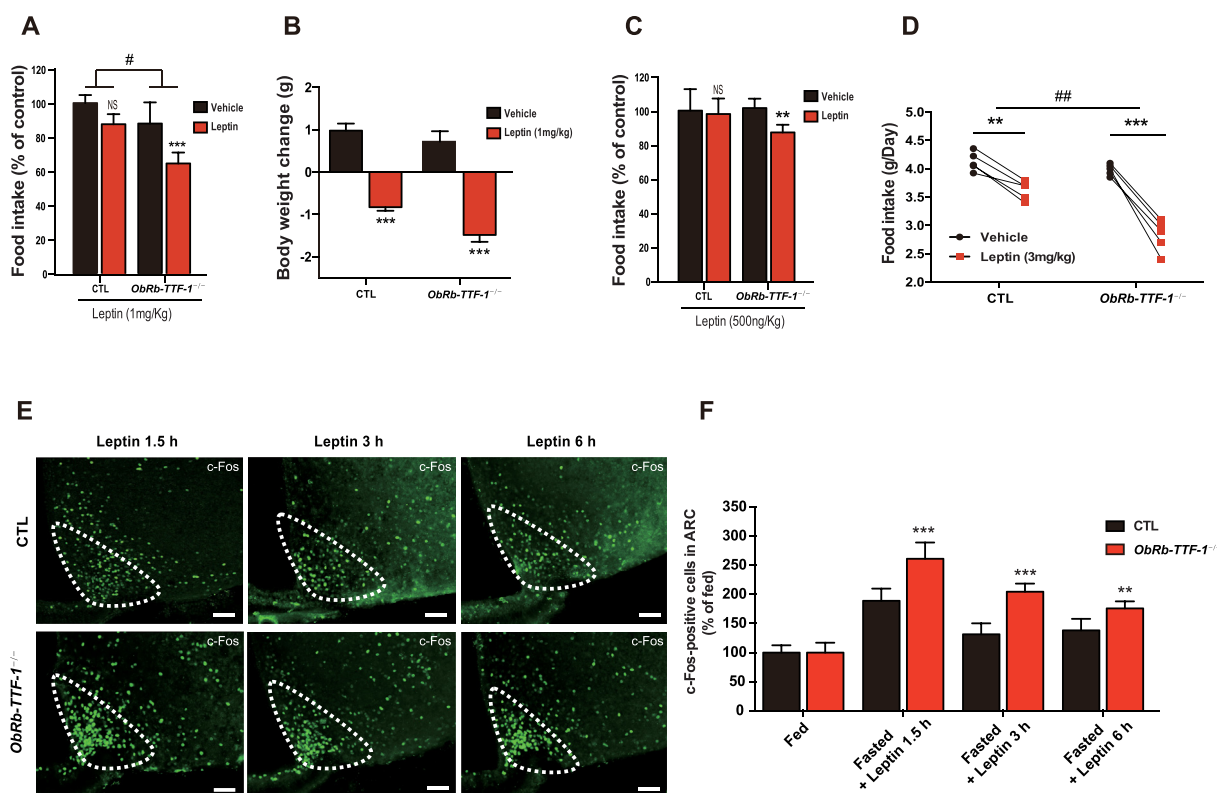 A
Food intake (% of control)
120
100
80
60
40
20
0
#
NS
***
Vehicle
Leptin
CTL
ObRb-TTF-1−/−
Leptin (1mg/Kg)
B
Body weight change (g)
2
1
0
-1
-2
***
***
Vehicle
Leptin (1mg/kg)
CTL
ObRb-TTF-1−/−
C
Food intake (% of control)
120
100
80
60
40
20
0
NS
**
Vehicle
Leptin
CTL
ObRb-TTF-1−/−
Leptin (500ng/Kg)
D
Food intake (g/Day)
5.0
4.5
4.0
3.5
3.0
2.5
2.0
##
**
***
Vehicle
Leptin (3mg/kg)
CTL
ObRb-TTF-1−/−
E
Leptin 1.5 h
Leptin 3 h
Leptin 6 h
CTL
c-Fos
c-Fos
c-Fos
ObRb-TTF-1−/−
c-Fos
c-Fos
c-Fos
F
c-Fos-positive cells in ARC
(% of fed)
350
300
250
200
150
100
50
0
***
***
**
CTL
ObRb-TTF-1−/−
Fed
Fasted
+ Leptin 1.5 h
Fasted
+ Leptin 3 h
Fasted
+ Leptin 6 h